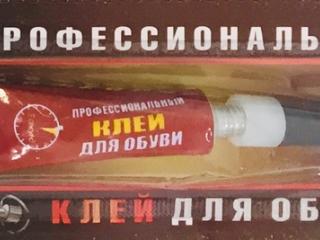 РОФЕССИОНАЛЬ
ПРОФЕССИОНАЛЬНЫЙ
КЛЕЙ
ДЛЯ ОБУВИ
КЛЕЙ ДЛЯ ОБ